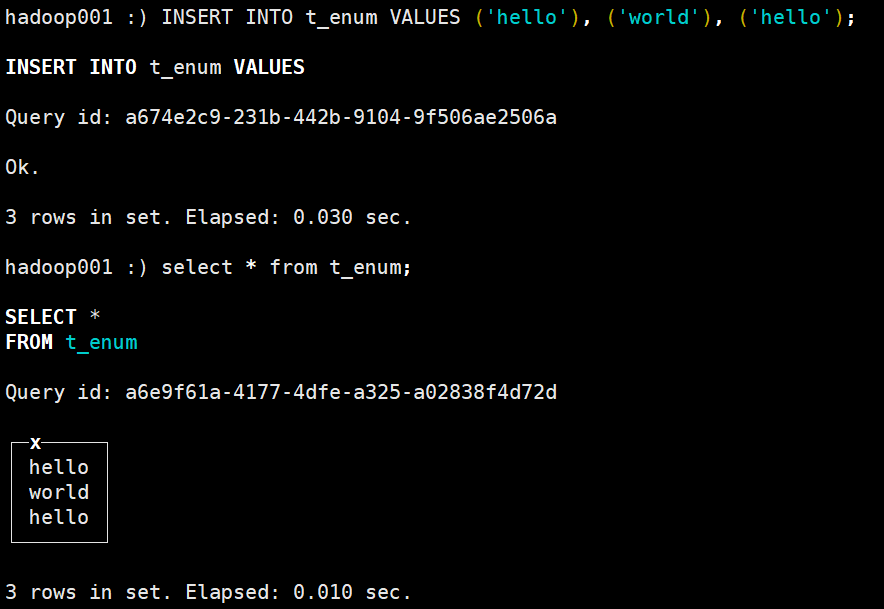 hadoop001 :) INSERT INTO t_enum VALUES ('hello'), ('world'), ('hello');
INSERT INTO t_enum VALUES
Query id: a674e2c9-231b-442b-9104-9f506ae2506a
Ok.
3 rows in set. Elapsed: 0.030 sec.
hadoop001 :) select * from t_enum;
SELECT *
FROM t_enum
Query id: a6e9f61a-4177-4dfe-a325-a02838f4d72d
x
hello
world
hello
3 rows in set. Elapsed: 0.010 sec.